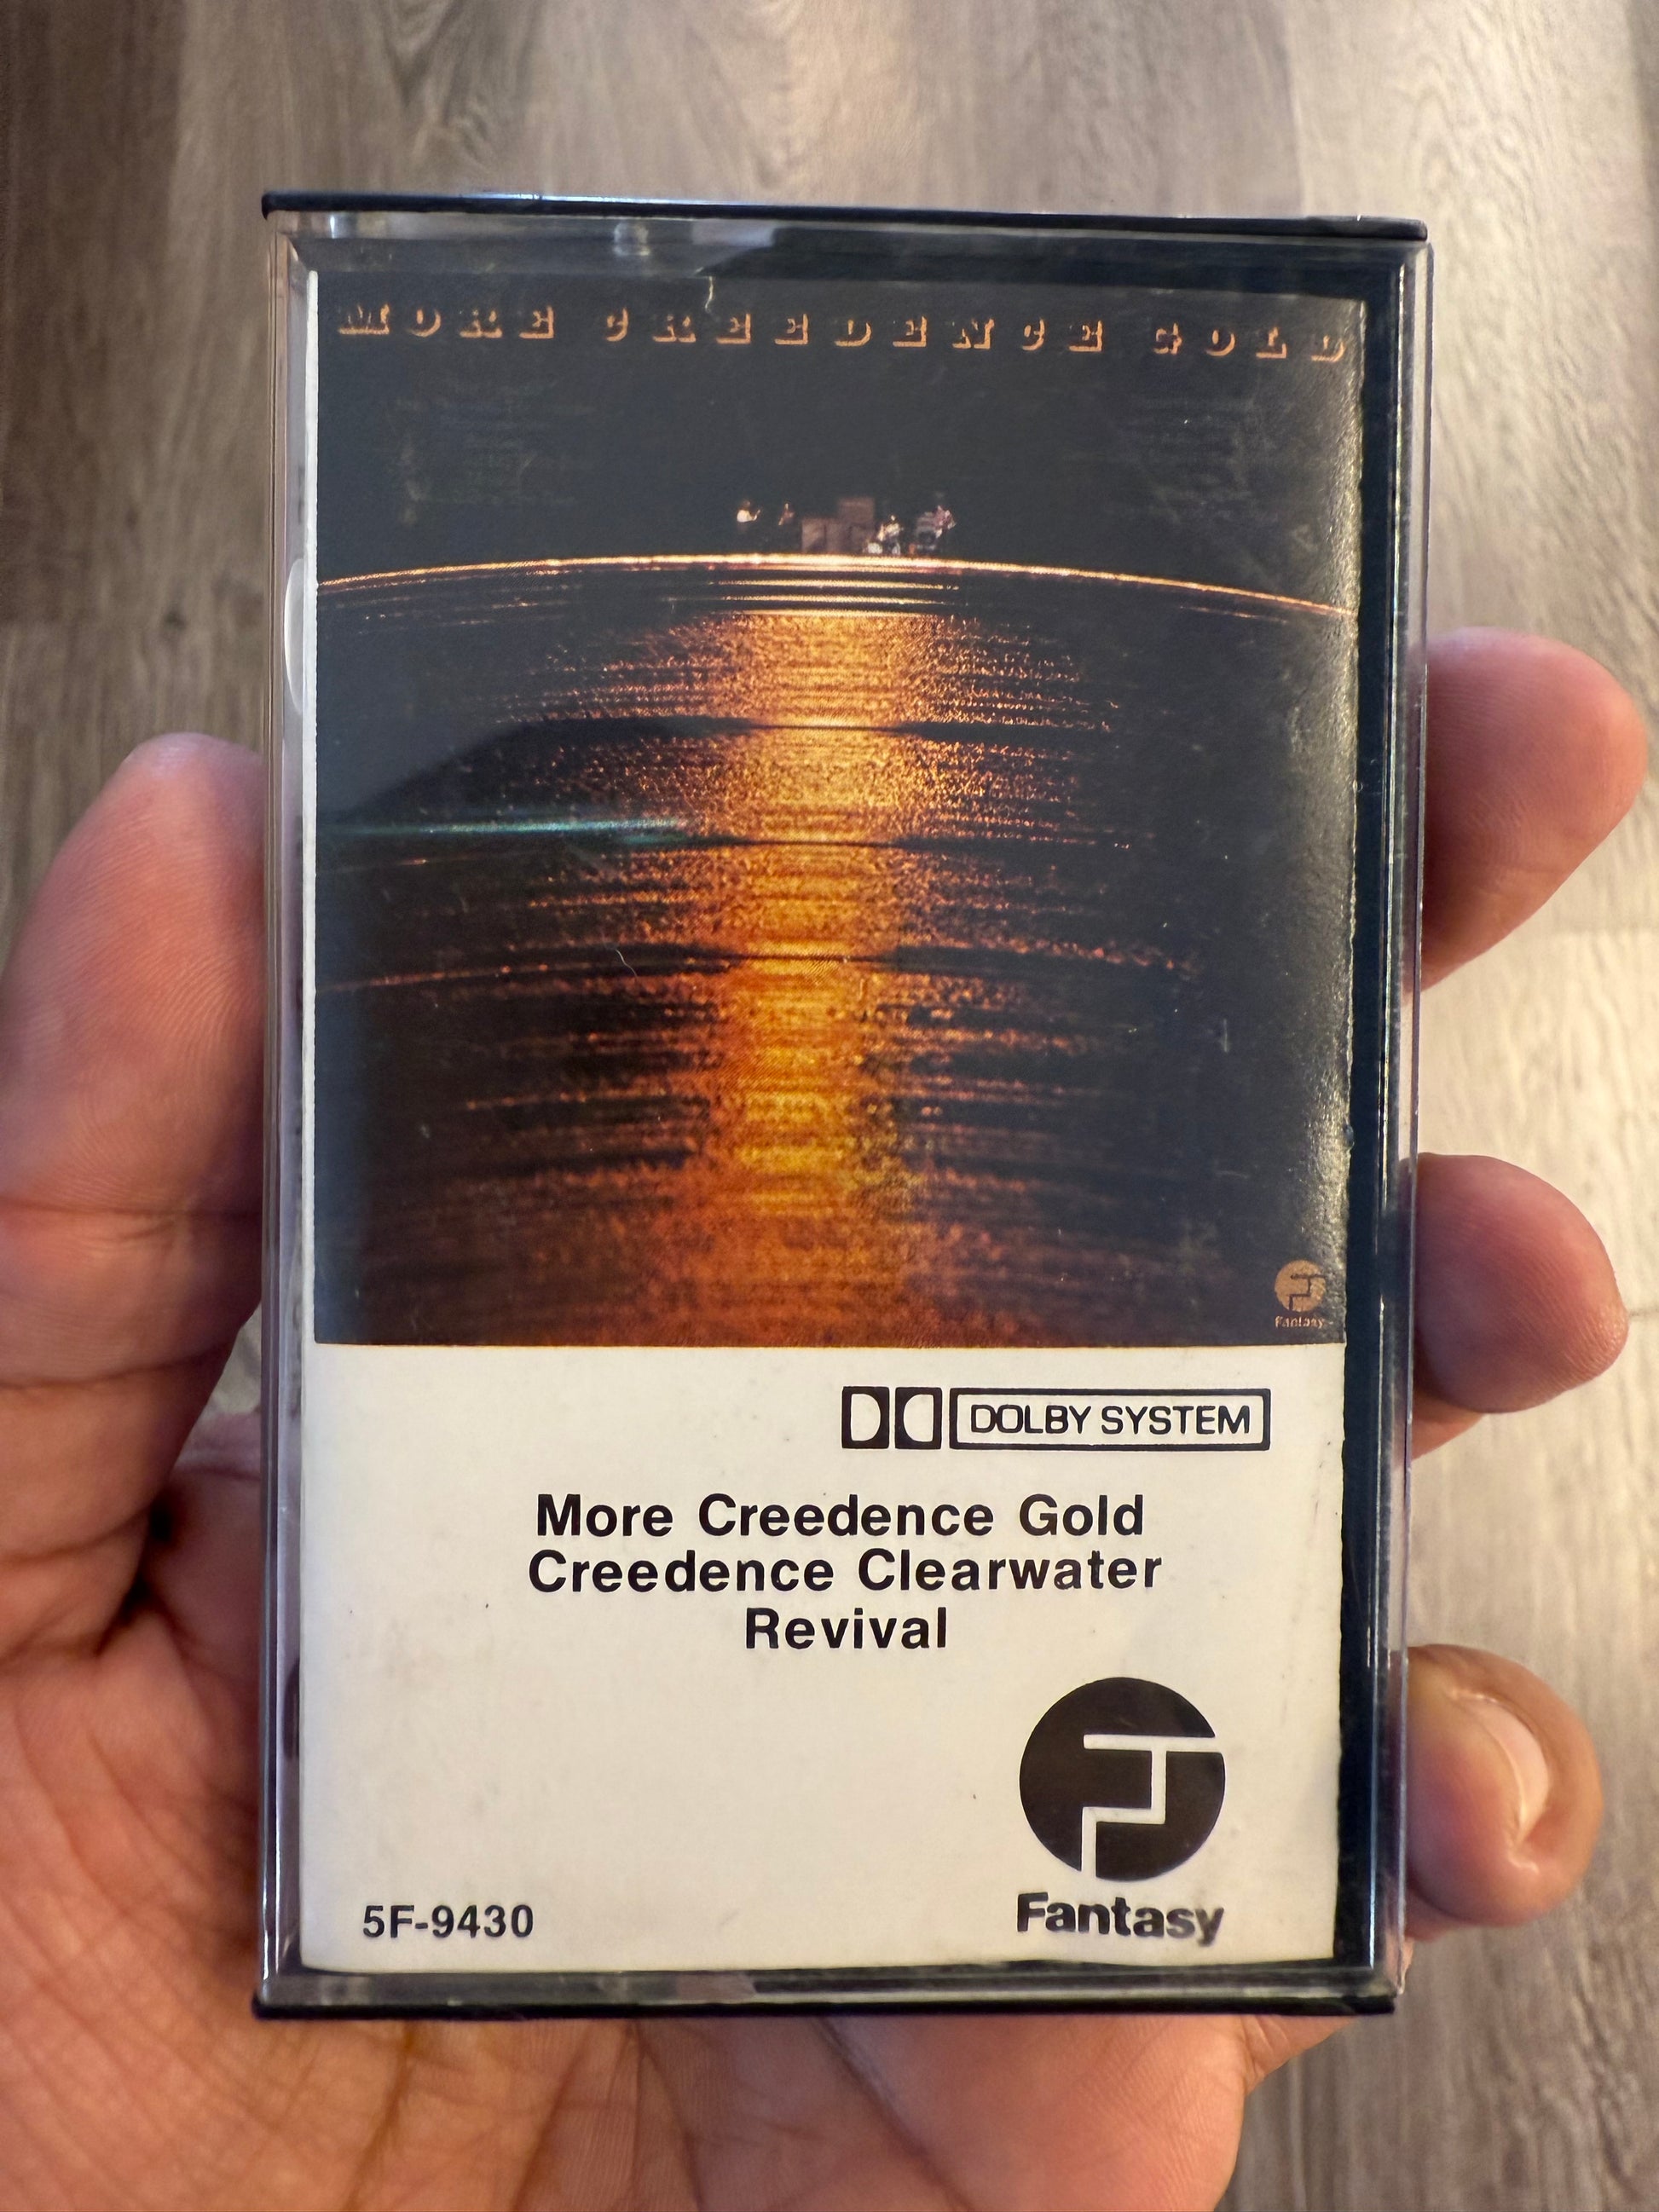 MORE CREEDENCE GOLD
Fantasy
DOLBY SYSTEM
More Creedence Gold
Creedence Clearwater
Revival
Fantasy
5F-9430